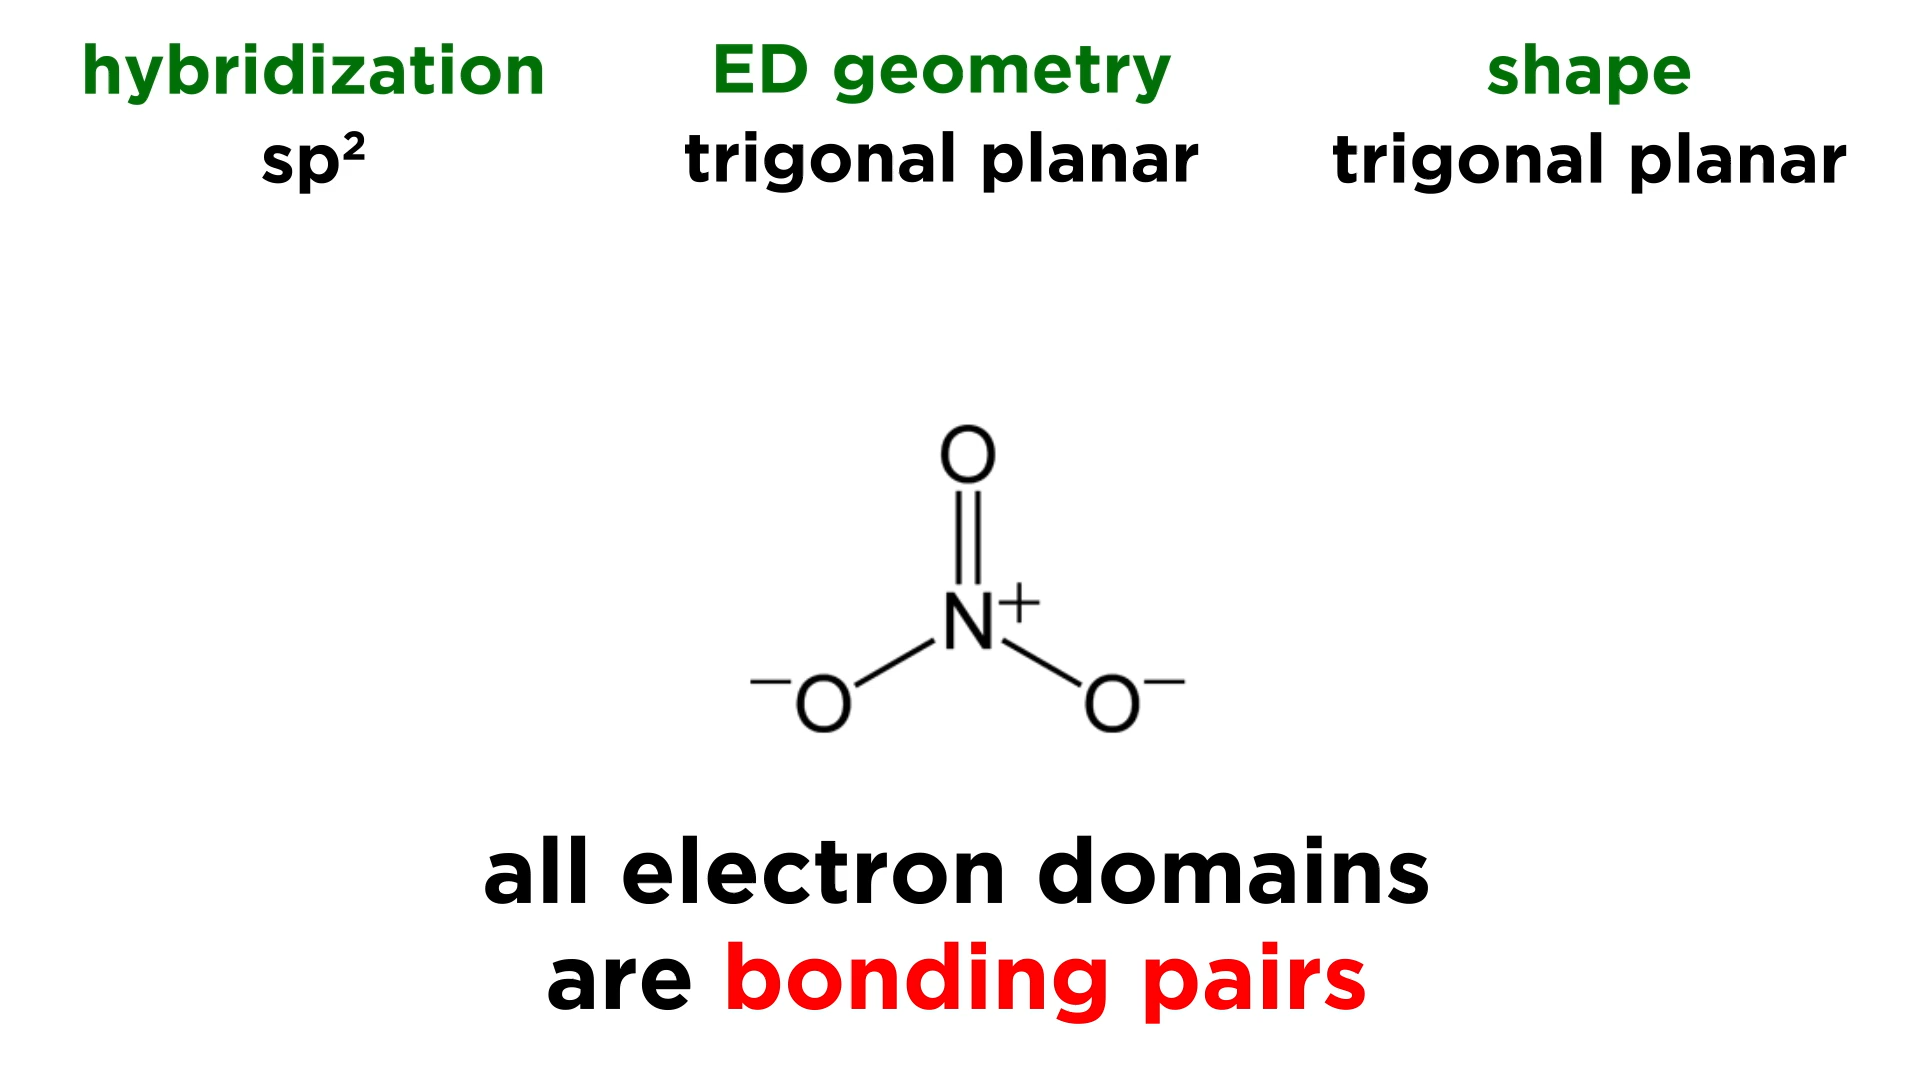 hybridization ED geometry shape
sp² trigonal planar trigonal planar
O
N+
−O O−
all electron domains
are bonding pairs